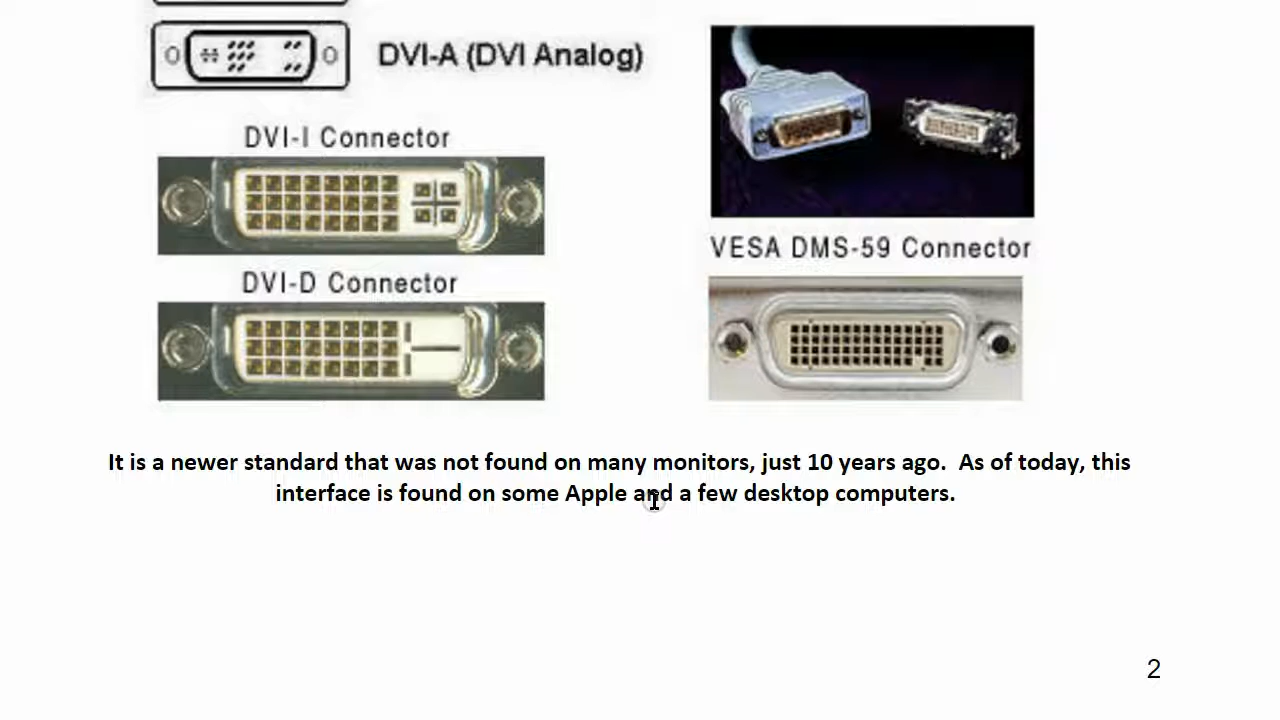 DVI-A (DVI Analog)
DVI-I Connector
DVI-D Connector
VESA DMS-59 Connector
It is a newer standard that was not found on many monitors, just 10 years ago.  As of today, this
interface is found on some Apple and a few desktop computers.
2